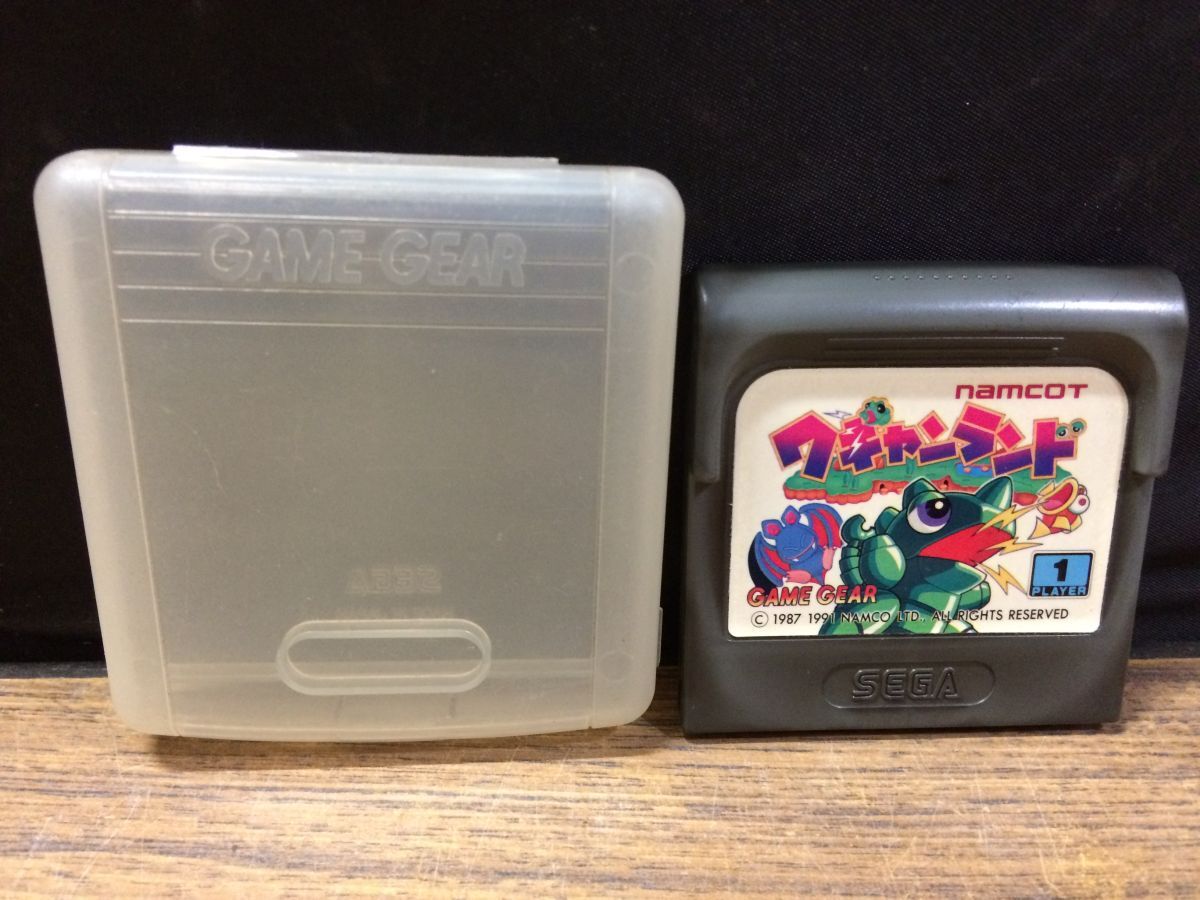 GAME GEAR
namcoT
ワギャンランド
1
PLAYER
GAME GEAR
© 1987 1991 NAMCO LTD., ALL RIGHTS RESERVED
SEGA